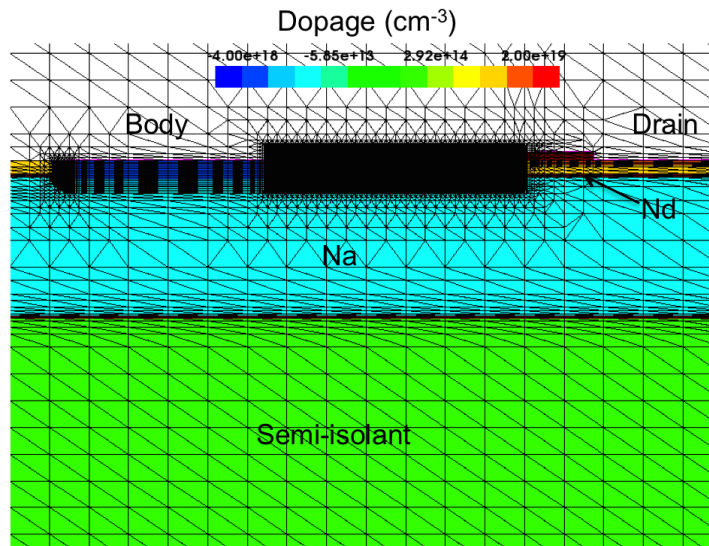 Dopage (cm-3)
-4.00e+18 -5.85e+13 2.92e+14 2.00e+19
Body Drain
Nd
Na
Semi-isolant